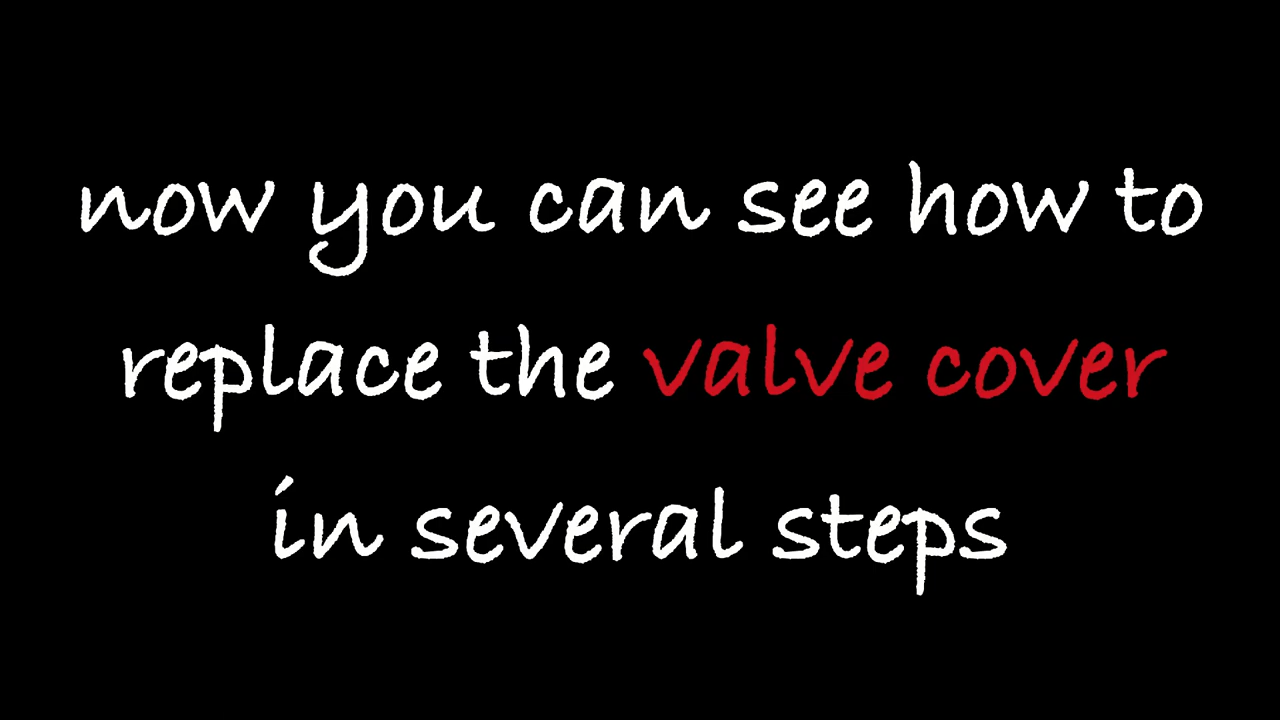 now you can see how to
replace the valve cover
in several steps